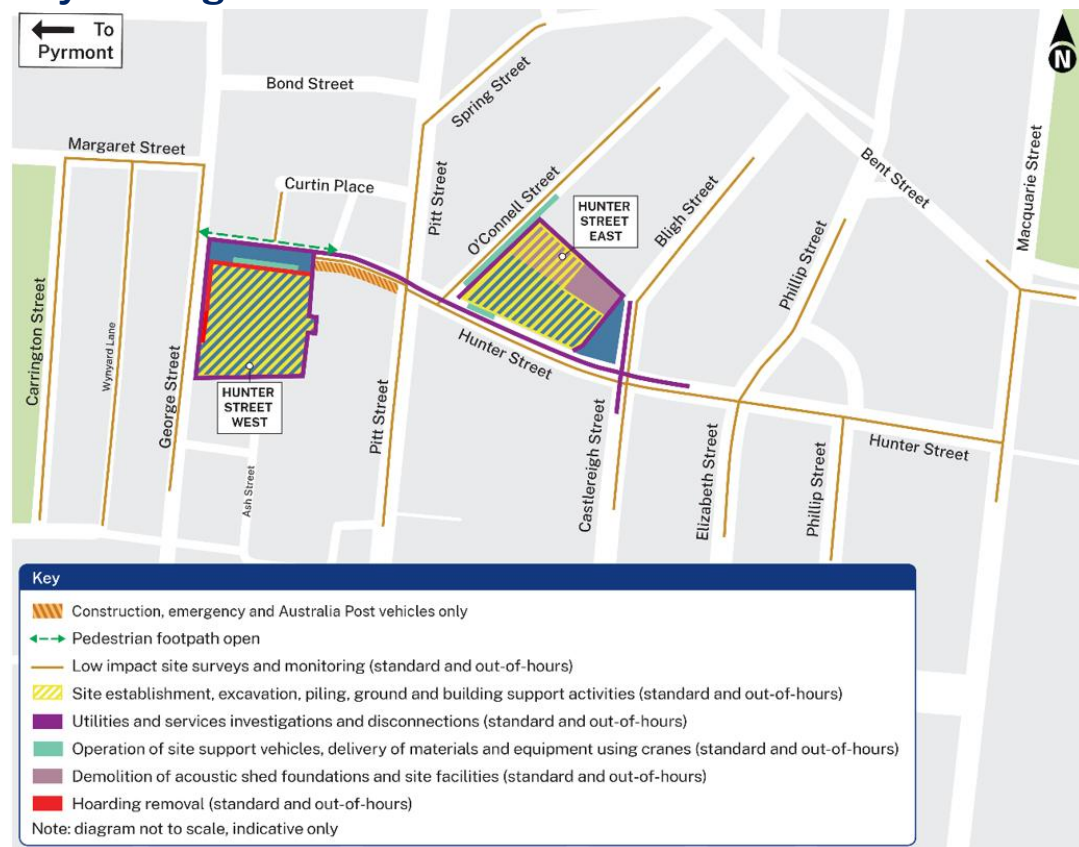 To
Pyrmont
N
Bond Street
Spring Street
Margaret Street
Curtin Place
Pitt Street
O'Connell Street
HUNTER
STREET
EAST
Bligh Street
Bent Street
Macquarie Street
Phillip Street
Carrington Street
Wynyard Lane
George Street
HUNTER
STREET
WEST
Ash Street
Pitt Street
Hunter Street
Castlereigh Street
Elizabeth Street
Phillip Street
Hunter Street
Key
Construction, emergency and Australia Post vehicles only
Pedestrian footpath open
Low impact site surveys and monitoring (standard and out-of-hours)
Site establishment, excavation, piling, ground and building support activities (standard and out-of-hours)
Utilities and services investigations and disconnections (standard and out-of-hours)
Operation of site support vehicles, delivery of materials and equipment using cranes (standard and out-of-hours)
Demolition of acoustic shed foundations and site facilities (standard and out-of-hours)
Hoarding removal (standard and out-of-hours)
Note: diagram not to scale, indicative only